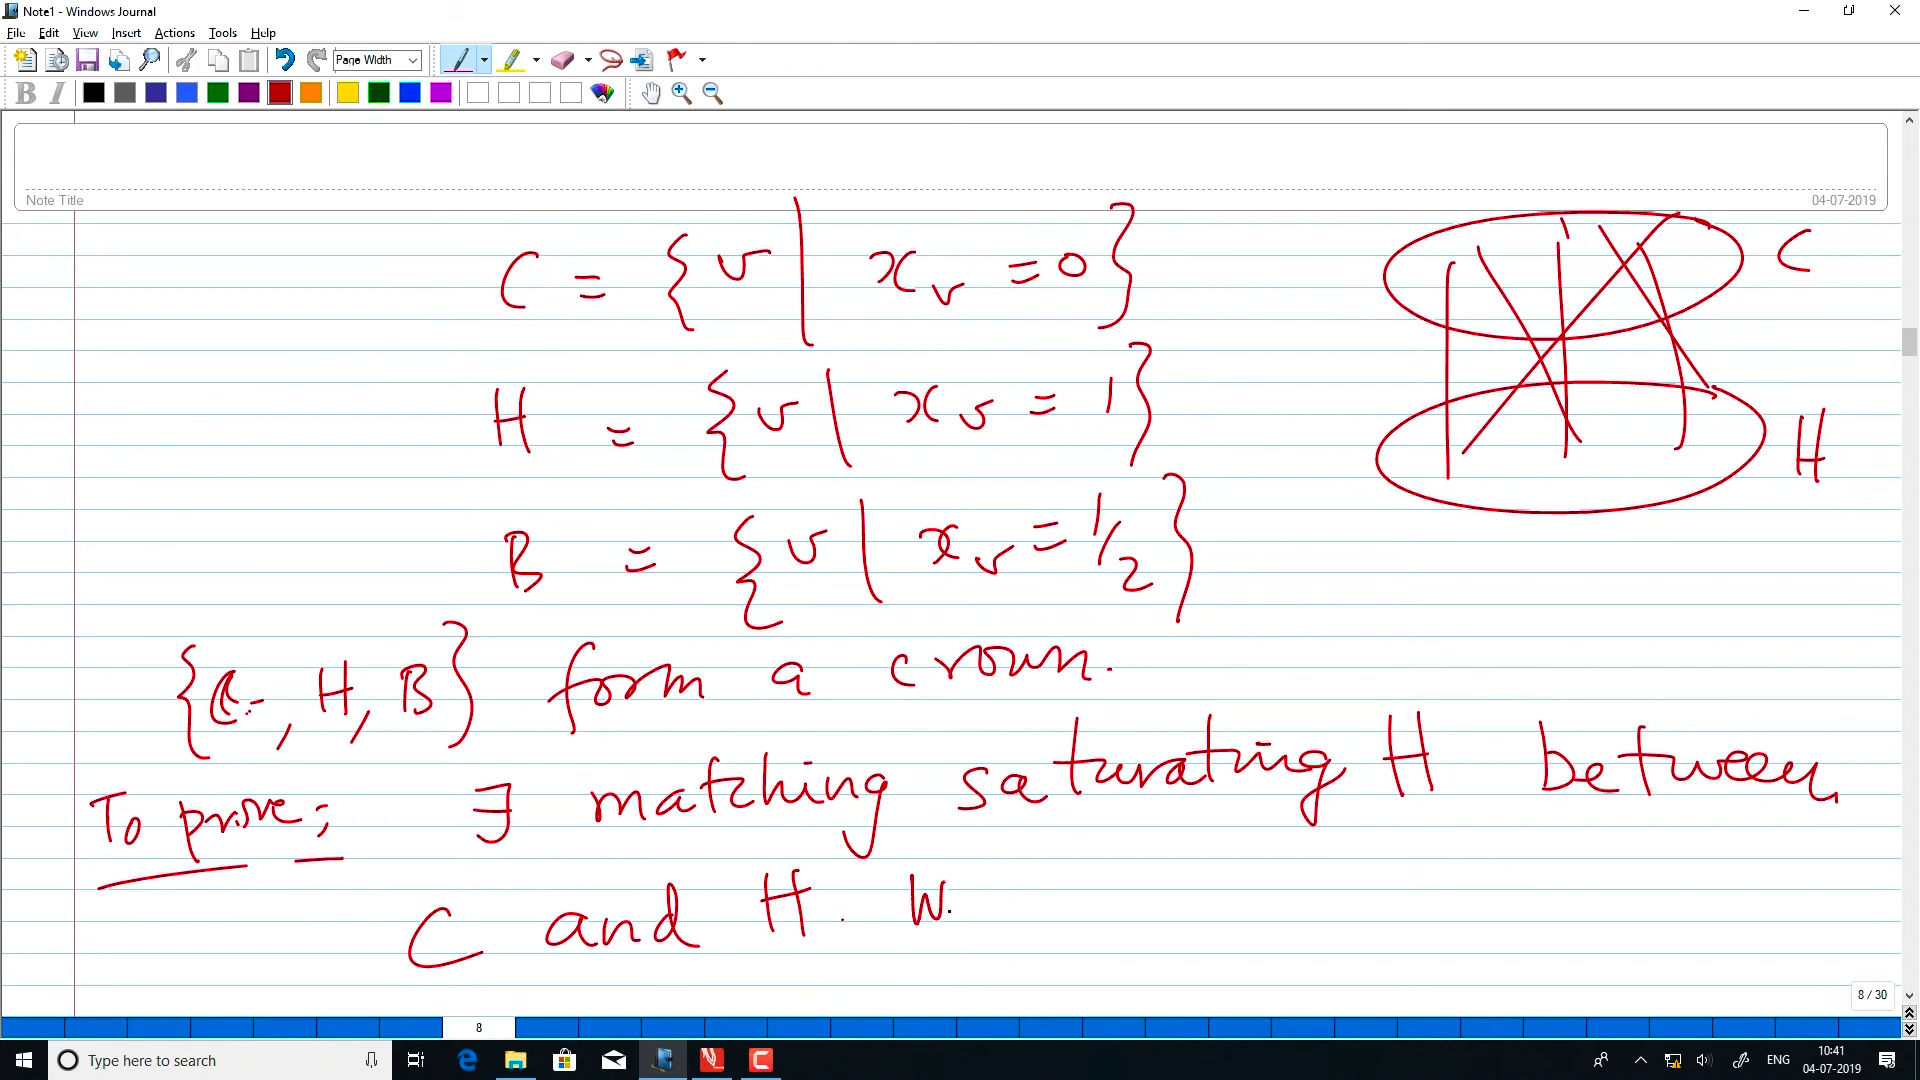 Note1 - Windows Journal
File Edit View Insert Actions Tools Help
Page Width
B I
Note Title
04-07-2019
C = {v | x_v = 0}
C
H = {v | x_v = 1}
H
B = {v | x_v = 1/2}
{C, H, B} form a crown.
To prove: ∃ matching saturating H between
C and H. W
8 / 30
8
Type here to search
ENG
10:41
04-07-2019